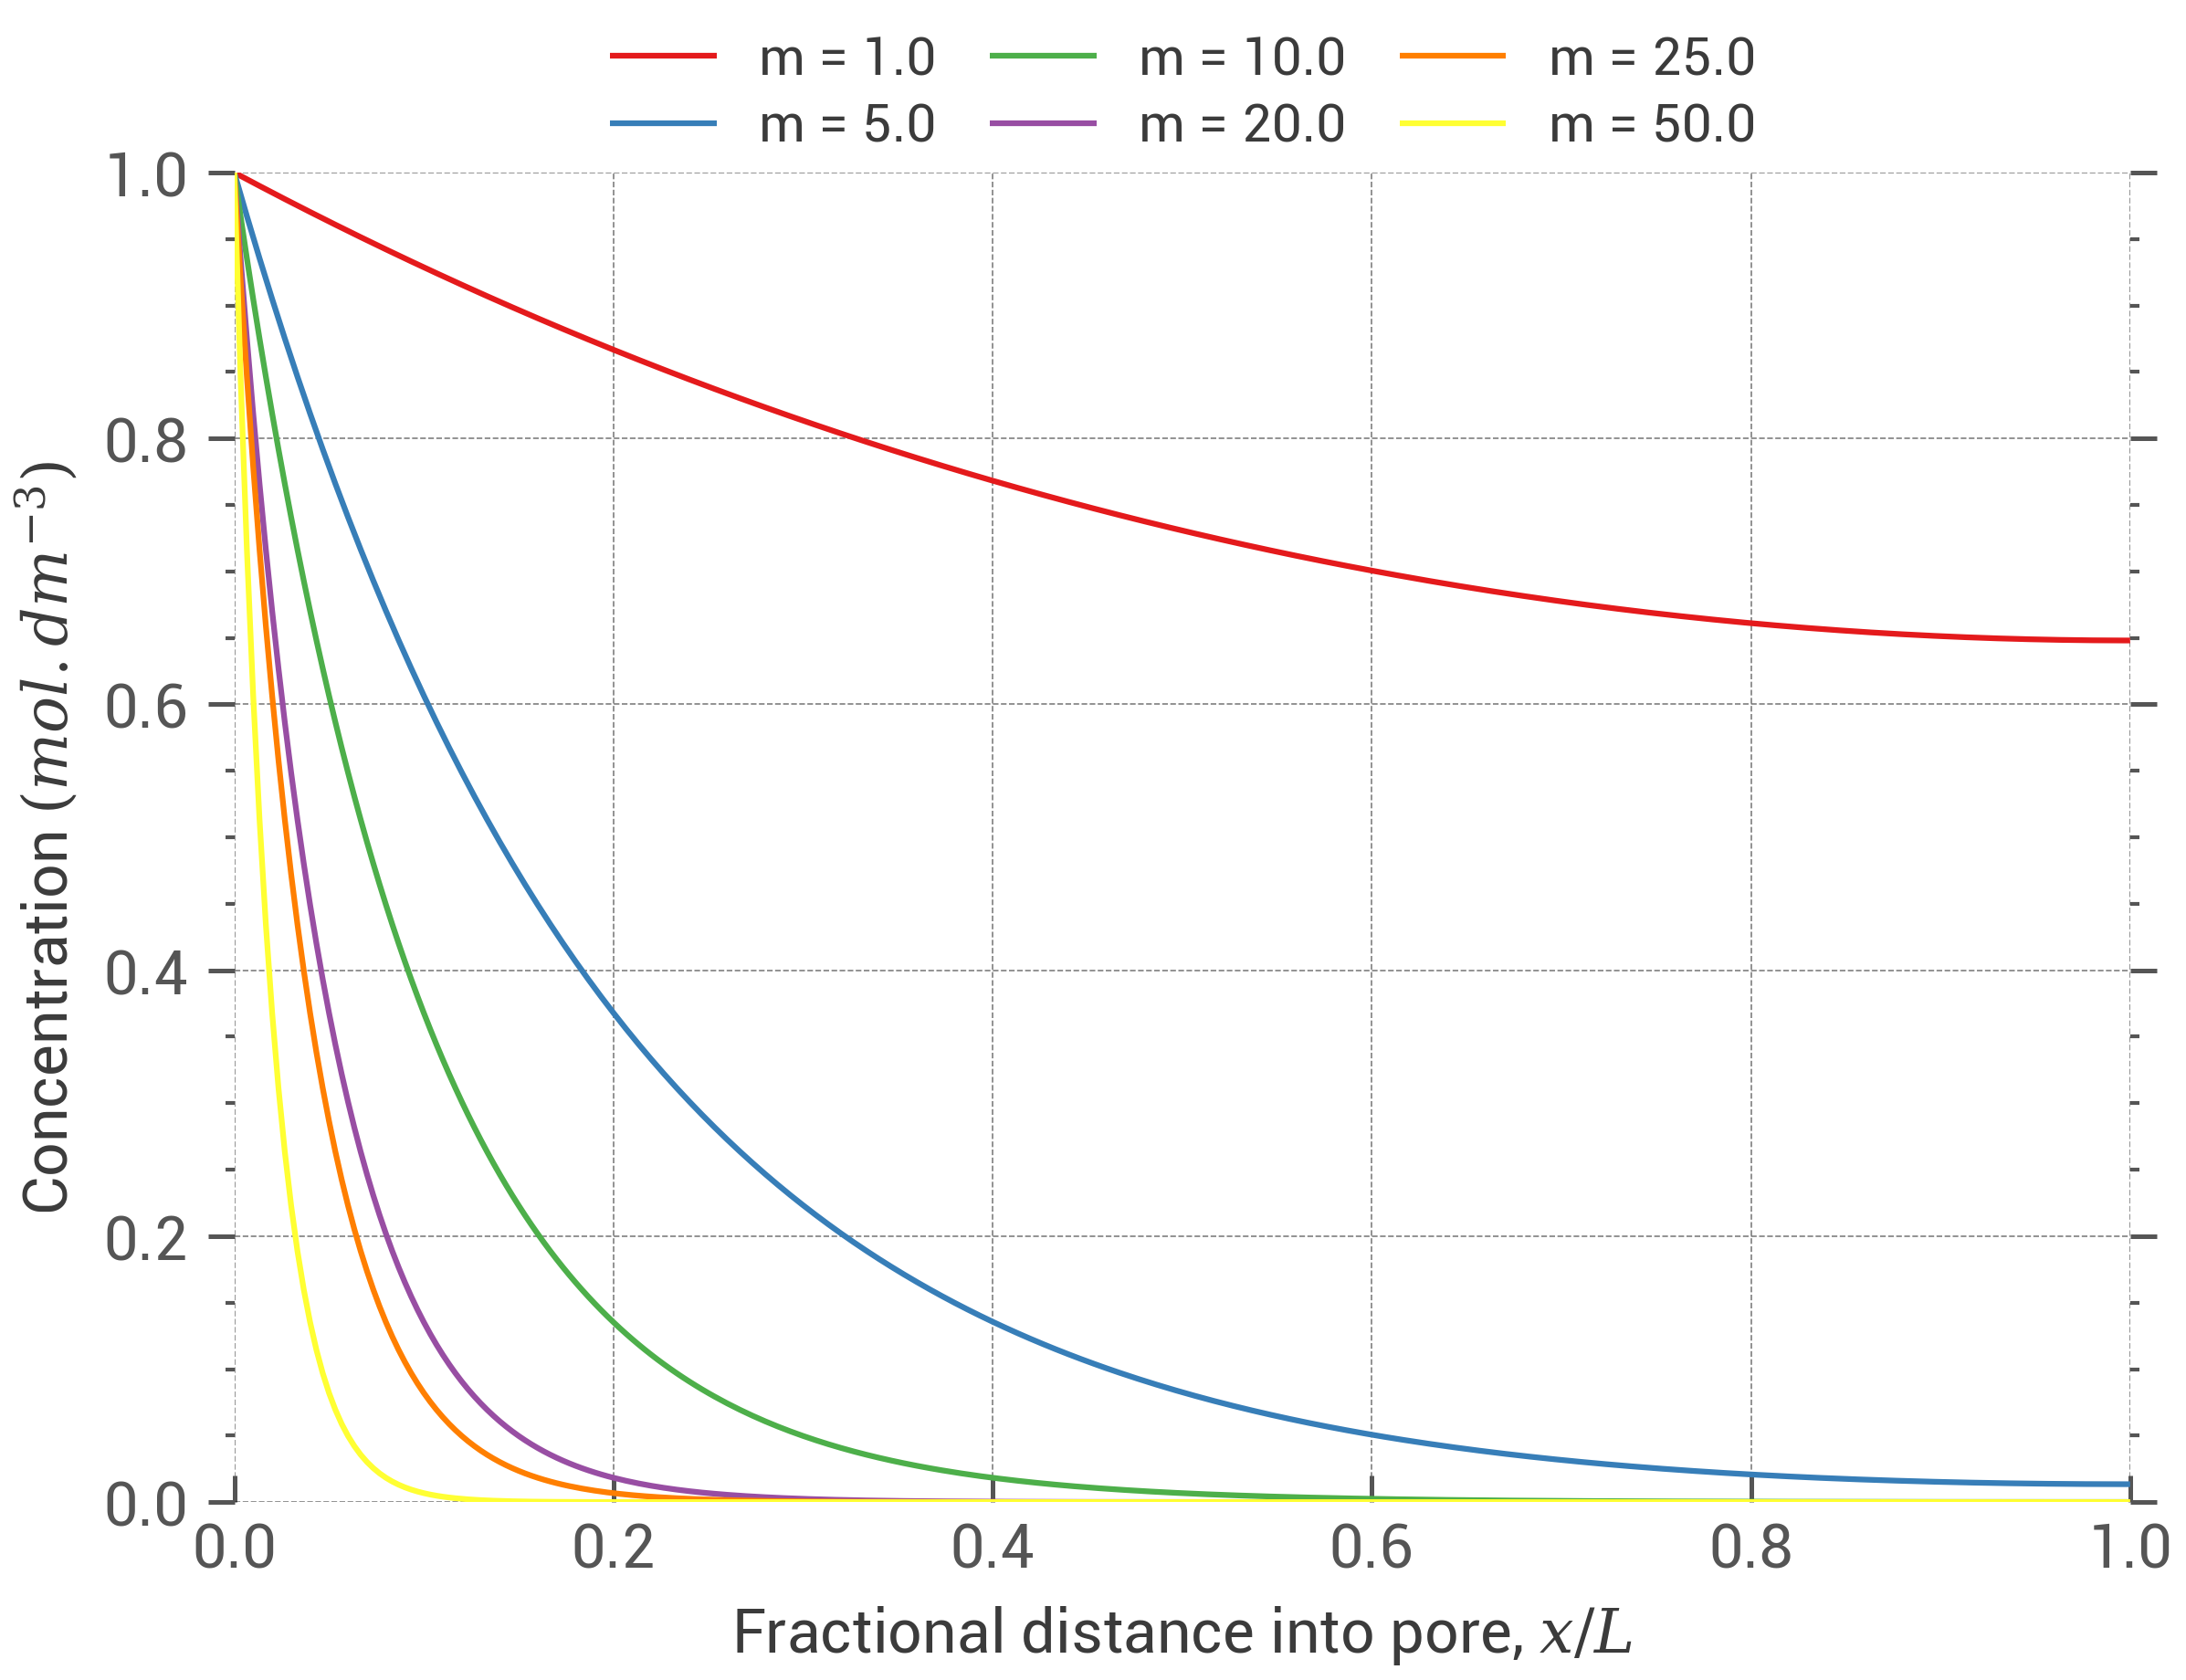 m = 1.0 m = 10.0 m = 25.0
m = 5.0 m = 20.0 m = 50.0
Concentration (mol.dm⁻³)
1.0
0.8
0.6
0.4
0.2
0.0
0.0 0.2 0.4 0.6 0.8 1.0
Fractional distance into pore, x/L